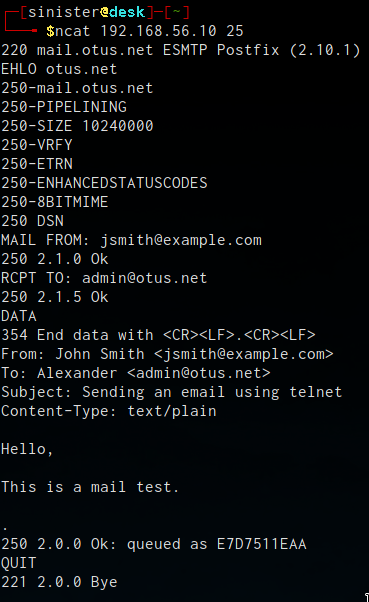 ┌─[sinister@desk]─[~]
└──╼ $ncat 192.168.56.10 25
220 mail.otus.net ESMTP Postfix (2.10.1)
EHLO otus.net
250-mail.otus.net
250-PIPELINING
250-SIZE 10240000
250-VRFY
250-ETRN
250-ENHANCEDSTATUSCODES
250-8BITMIME
250 DSN
MAIL FROM: jsmith@example.com
250 2.1.0 Ok
RCPT TO: admin@otus.net
250 2.1.5 Ok
DATA
354 End data with <CR><LF>.<CR><LF>
From: John Smith <jsmith@example.com>
To: Alexander <admin@otus.net>
Subject: Sending an email using telnet
Content-Type: text/plain

Hello,

This is a mail test.

.
250 2.0.0 Ok: queued as E7D7511EAA
QUIT
221 2.0.0 Bye